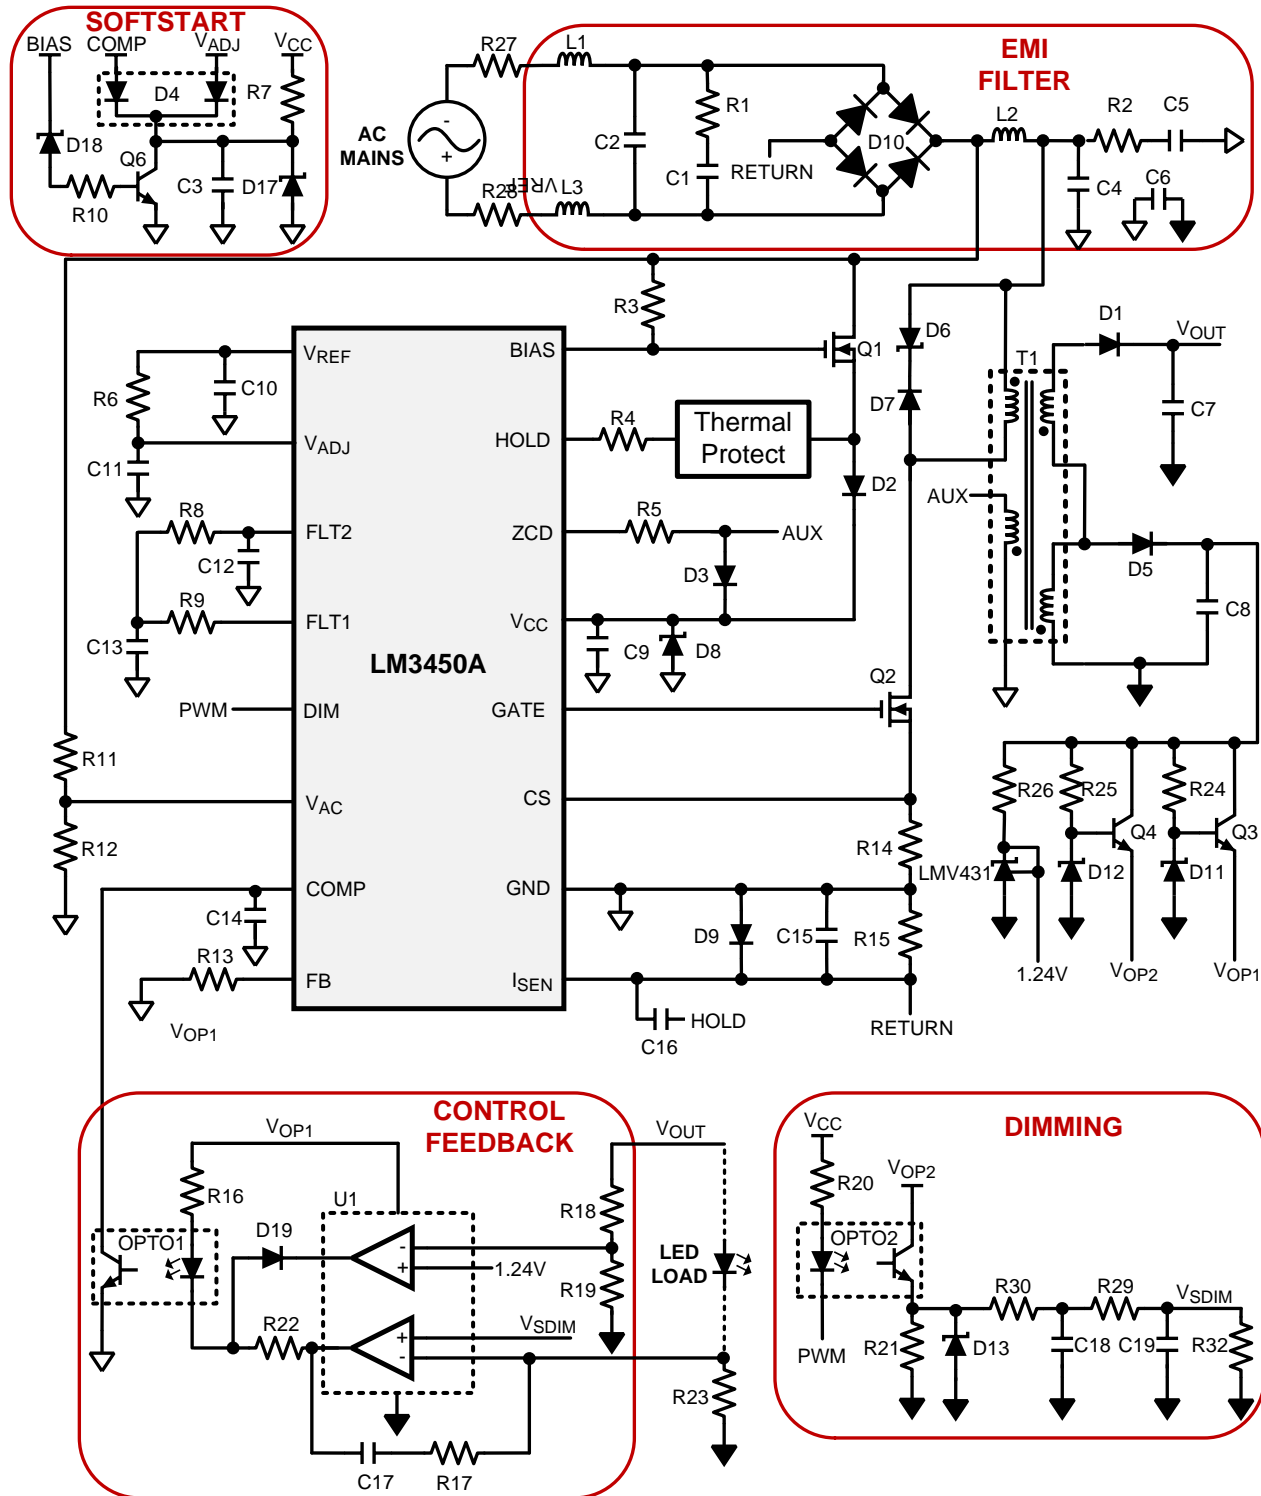 SOFTSTART
BIAS
COMP
VADJ
VCC
D4
R7
D18
Q6
R10
C3
D17
AC
MAINS
-
+
R27
L1
EMI
FILTER
R1
C2
C1
RETURN
D10
L2
R2
C5
C4
C6
R28
VREF
L3
R3
BIAS
Q1
D6
D7
T1
D1
VOUT
C7
VREF
R6
C10
VADJ
C11
HOLD
R4
Thermal
Protect
D2
AUX
R8
FLT2
C12
ZCD
R5
AUX
D3
D5
C8
R9
FLT1
C13
VCC
C9
D8
LM3450A
Q2
PWM
DIM
GATE
R11
VAC
CS
R12
R14
R26
R25
R24
Q4
Q3
LMV431
D12
D11
COMP
C14
GND
D9
C15
R15
R13
FB
ISEN
1.24V
VOP2
VOP1
VOP1
C16
HOLD
RETURN
CONTROL
FEEDBACK
VOP1
VOUT
R16
U1
R18
OPTO1
D19
-
+
1.24V
R19
LED
LOAD
R22
+
-
VSDIM
R23
C17
R17
DIMMING
VCC
R20
VOP2
OPTO2
R30
R29
VSDIM
PWM
R21
D13
C18
C19
R32